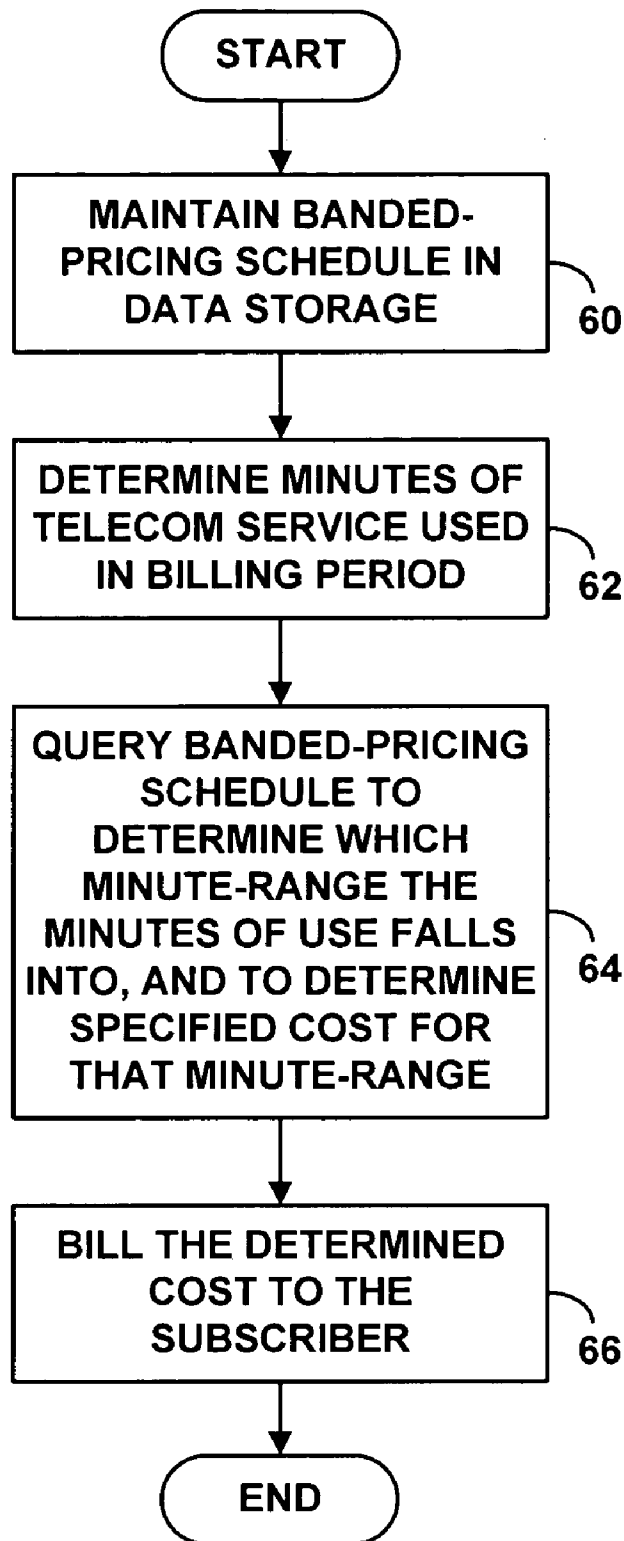 START
MAINTAIN BANDED-
PRICING SCHEDULE IN
DATA STORAGE
60
DETERMINE MINUTES OF
TELECOM SERVICE USED
IN BILLING PERIOD
62
QUERY BANDED-PRICING
SCHEDULE TO
DETERMINE WHICH
MINUTE-RANGE THE
MINUTES OF USE FALLS
INTO, AND TO DETERMINE
SPECIFIED COST FOR
THAT MINUTE-RANGE
64
BILL THE DETERMINED
COST TO THE
SUBSCRIBER
66
END